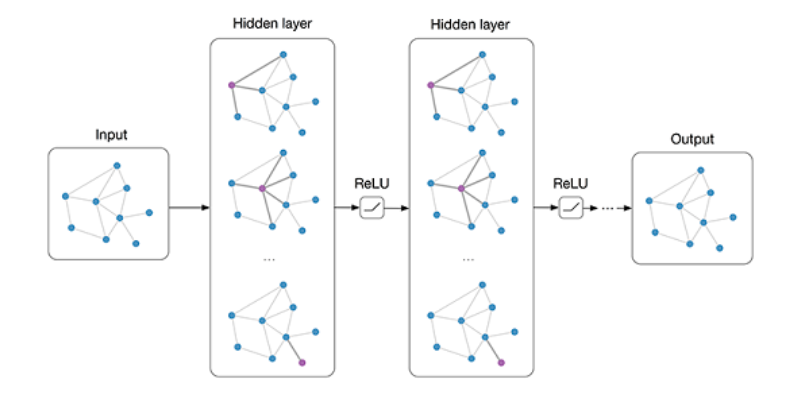 Hidden layer
Hidden layer
Input
Output
ReLU
ReLU
...
...
...